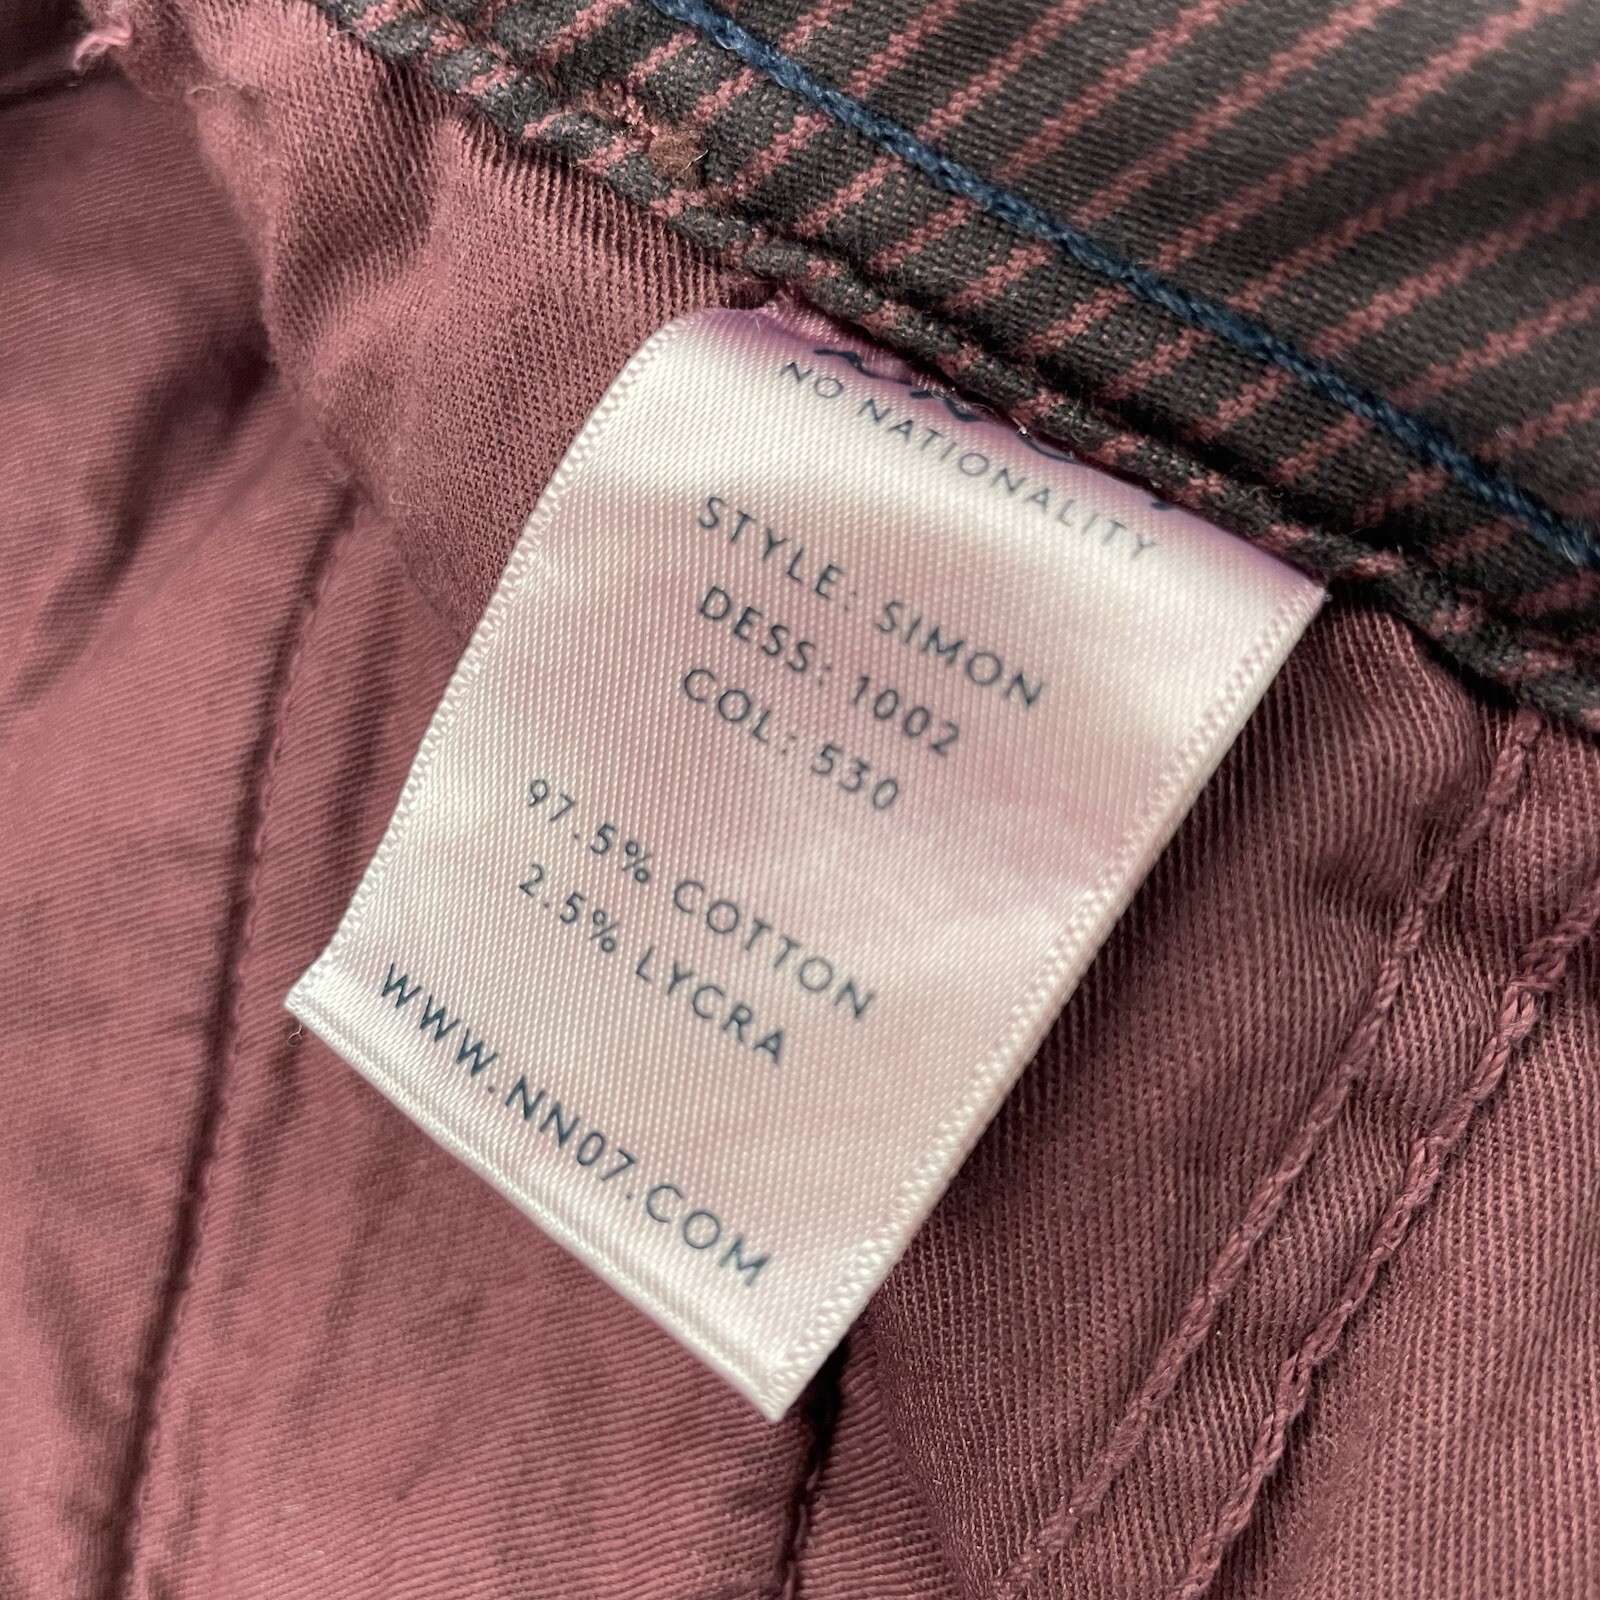 NO NATIONALITY
STYLE: SIMON
DESS: 1002
COL: 530
97.5% COTTON
2.5% LYCRA
WWW.NN07.COM